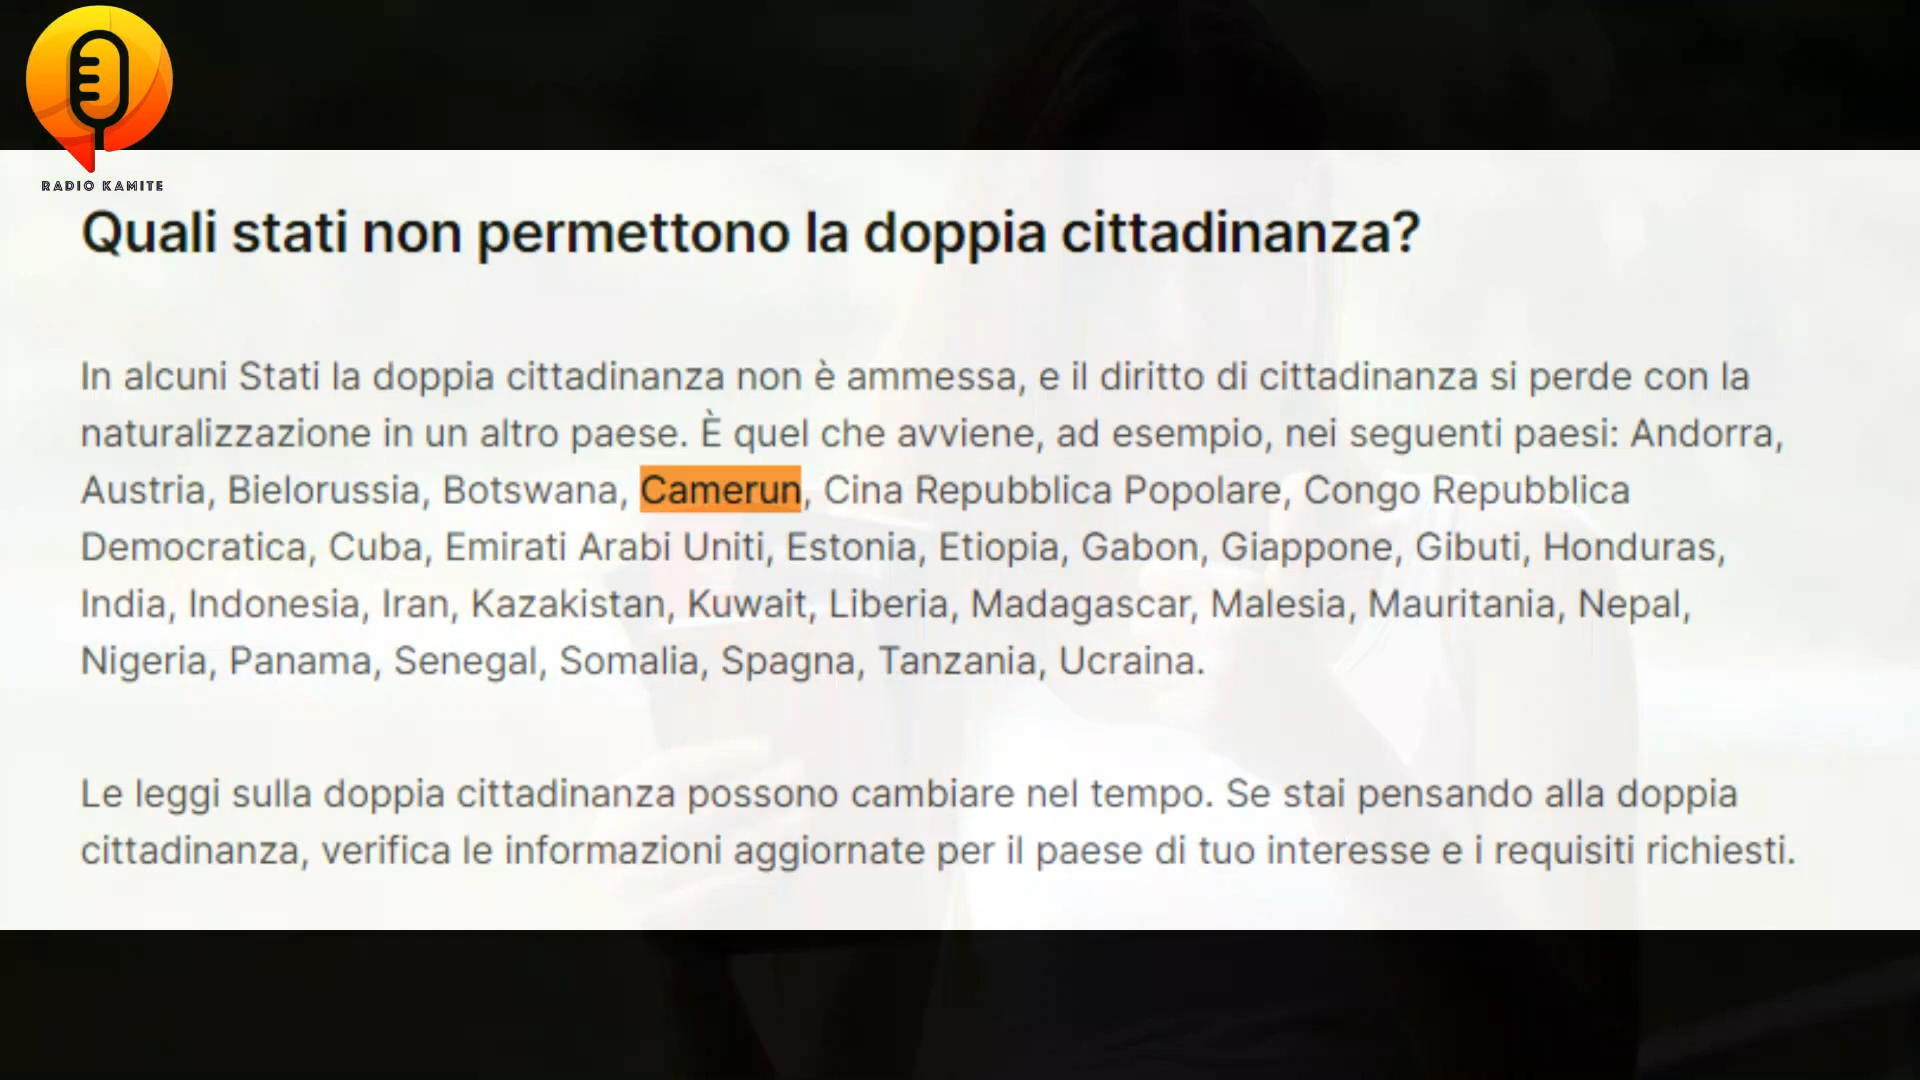 RADIO KAMITE
Quali stati non permettono la doppia cittadinanza?
In alcuni Stati la doppia cittadinanza non è ammessa, e il diritto di cittadinanza si perde con la
naturalizzazione in un altro paese. È quel che avviene, ad esempio, nei seguenti paesi: Andorra,
Austria, Bielorussia, Botswana, Camerun, Cina Repubblica Popolare, Congo Repubblica
Democratica, Cuba, Emirati Arabi Uniti, Estonia, Etiopia, Gabon, Giappone, Gibuti, Honduras,
India, Indonesia, Iran, Kazakistan, Kuwait, Liberia, Madagascar, Malesia, Mauritania, Nepal,
Nigeria, Panama, Senegal, Somalia, Spagna, Tanzania, Ucraina.
Le leggi sulla doppia cittadinanza possono cambiare nel tempo. Se stai pensando alla doppia
cittadinanza, verifica le informazioni aggiornate per il paese di tuo interesse e i requisiti richiesti.